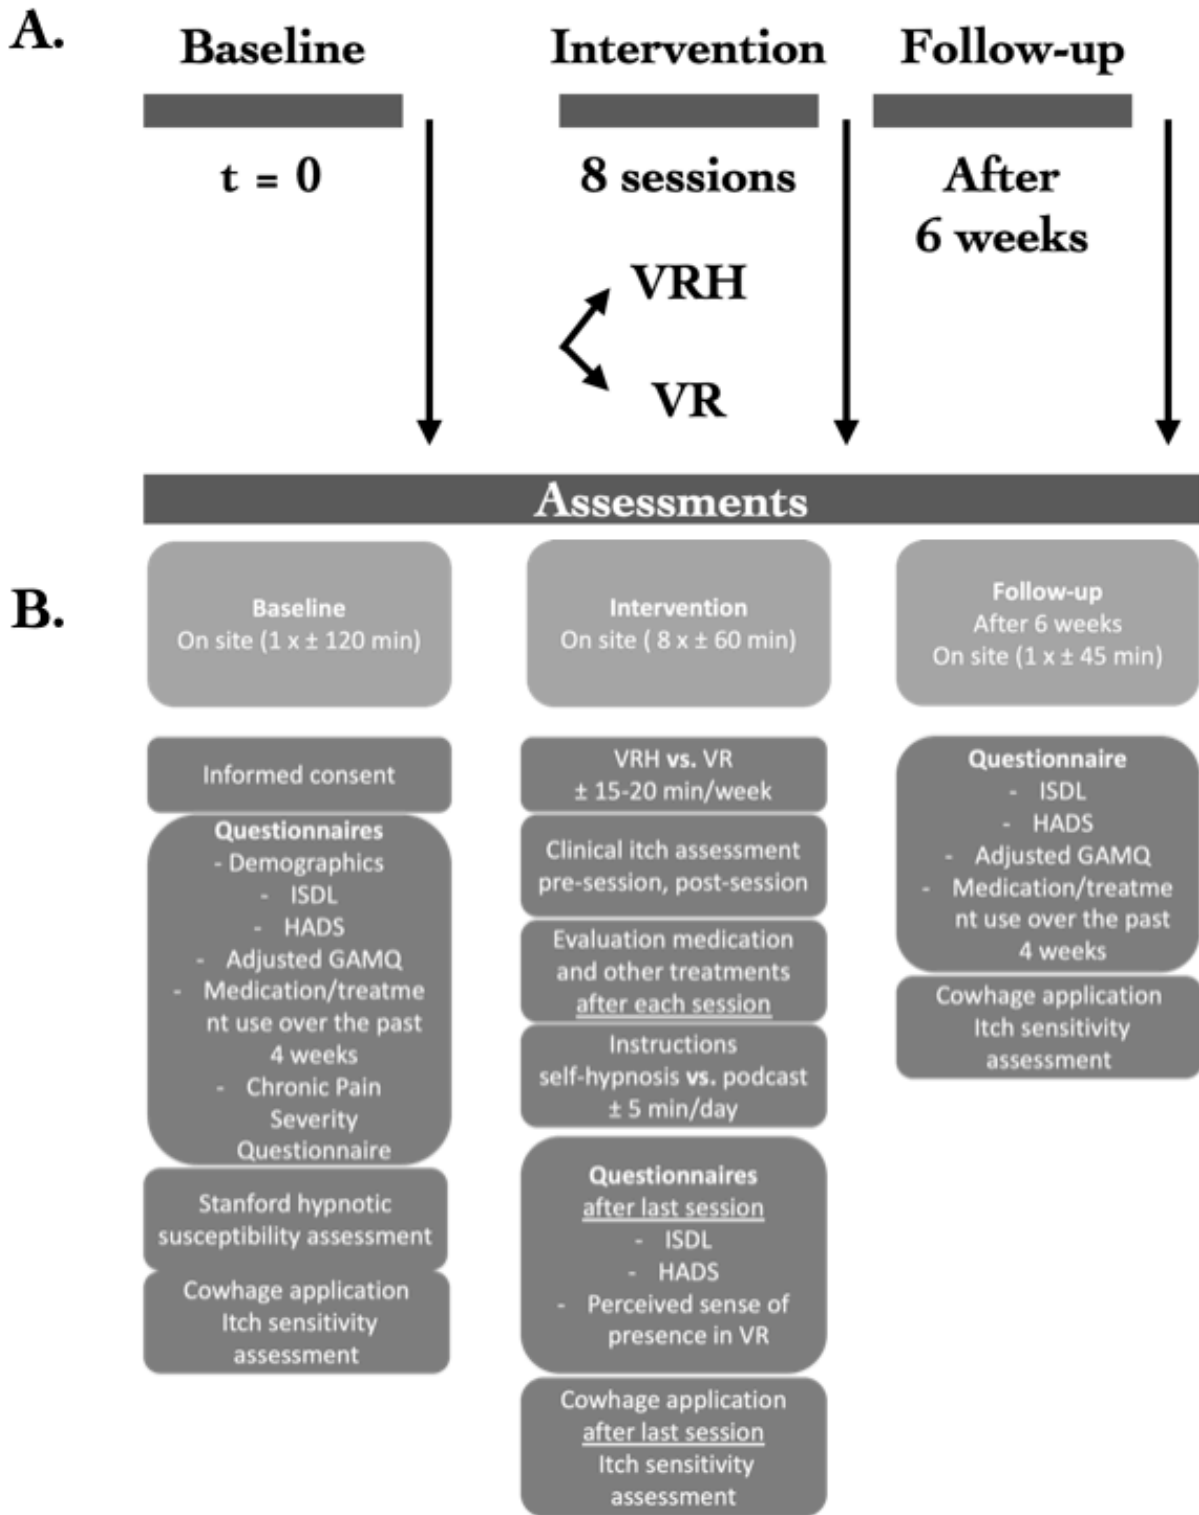 A.
Baseline
Intervention
Follow-up
t = 0
8 sessions
After
6 weeks
VRH
VR
Assessments
B.
Baseline
On site (1 x ± 120 min)
Informed consent
Questionnaires
- Demographics
- ISDL
- HADS
- Adjusted GAMQ
- Medication/treatme
nt use over the past
4 weeks
- Chronic Pain
Severity
Questionnaire
Stanford hypnotic
susceptibility assessment
Cowhage application
Itch sensitivity
assessment
Intervention
On site ( 8 x ± 60 min)
VRH vs. VR
± 15-20 min/week
Clinical itch assessment
pre-session, post-session
Evaluation medication
and other treatments
after each session
Instructions
self-hypnosis vs. podcast
± 5 min/day
Questionnaires
after last session
- ISDL
- HADS
- Perceived sense of
presence in VR
Cowhage application
after last session
Itch sensitivity
assessment
Follow-up
After 6 weeks
On site (1 x ± 45 min)
Questionnaire
- ISDL
- HADS
- Adjusted GAMQ
- Medication/treatme
nt use over the past
4 weeks
Cowhage application
Itch sensitivity
assessment